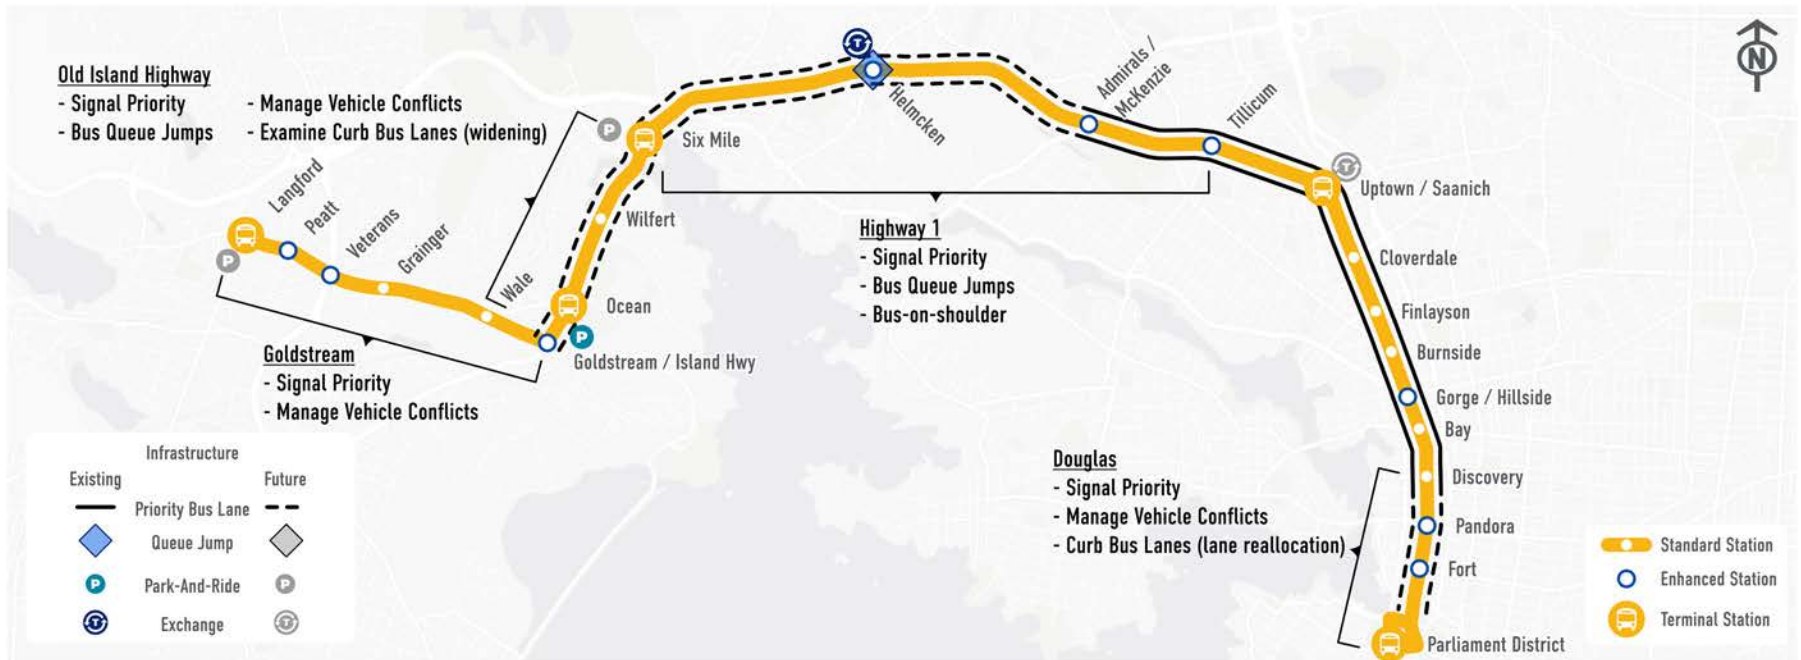 Old Island Highway
- Signal Priority
- Bus Queue Jumps
- Manage Vehicle Conflicts
- Examine Curb Bus Lanes (widening)
P
Langford
Peatt
Veterans
Grainger
Wale
P
Goldstream
- Signal Priority
- Manage Vehicle Conflicts
Six Mile
Wilfert
Ocean
P
Goldstream / Island Hwy
T
Helmcken
Admirals /
McKenzie
Tillicum
Highway 1
- Signal Priority
- Bus Queue Jumps
- Bus-on-shoulder
T
Uptown / Saanich
Cloverdale
Finlayson
Burnside
Gorge / Hillside
Bay
Discovery
Pandora
Fort
Parliament District
Douglas
- Signal Priority
- Manage Vehicle Conflicts
- Curb Bus Lanes (lane reallocation)
N
Infrastructure
Existing Future
Priority Bus Lane
Queue Jump
P Park-And-Ride P
T Exchange T
Standard Station
Enhanced Station
Terminal Station